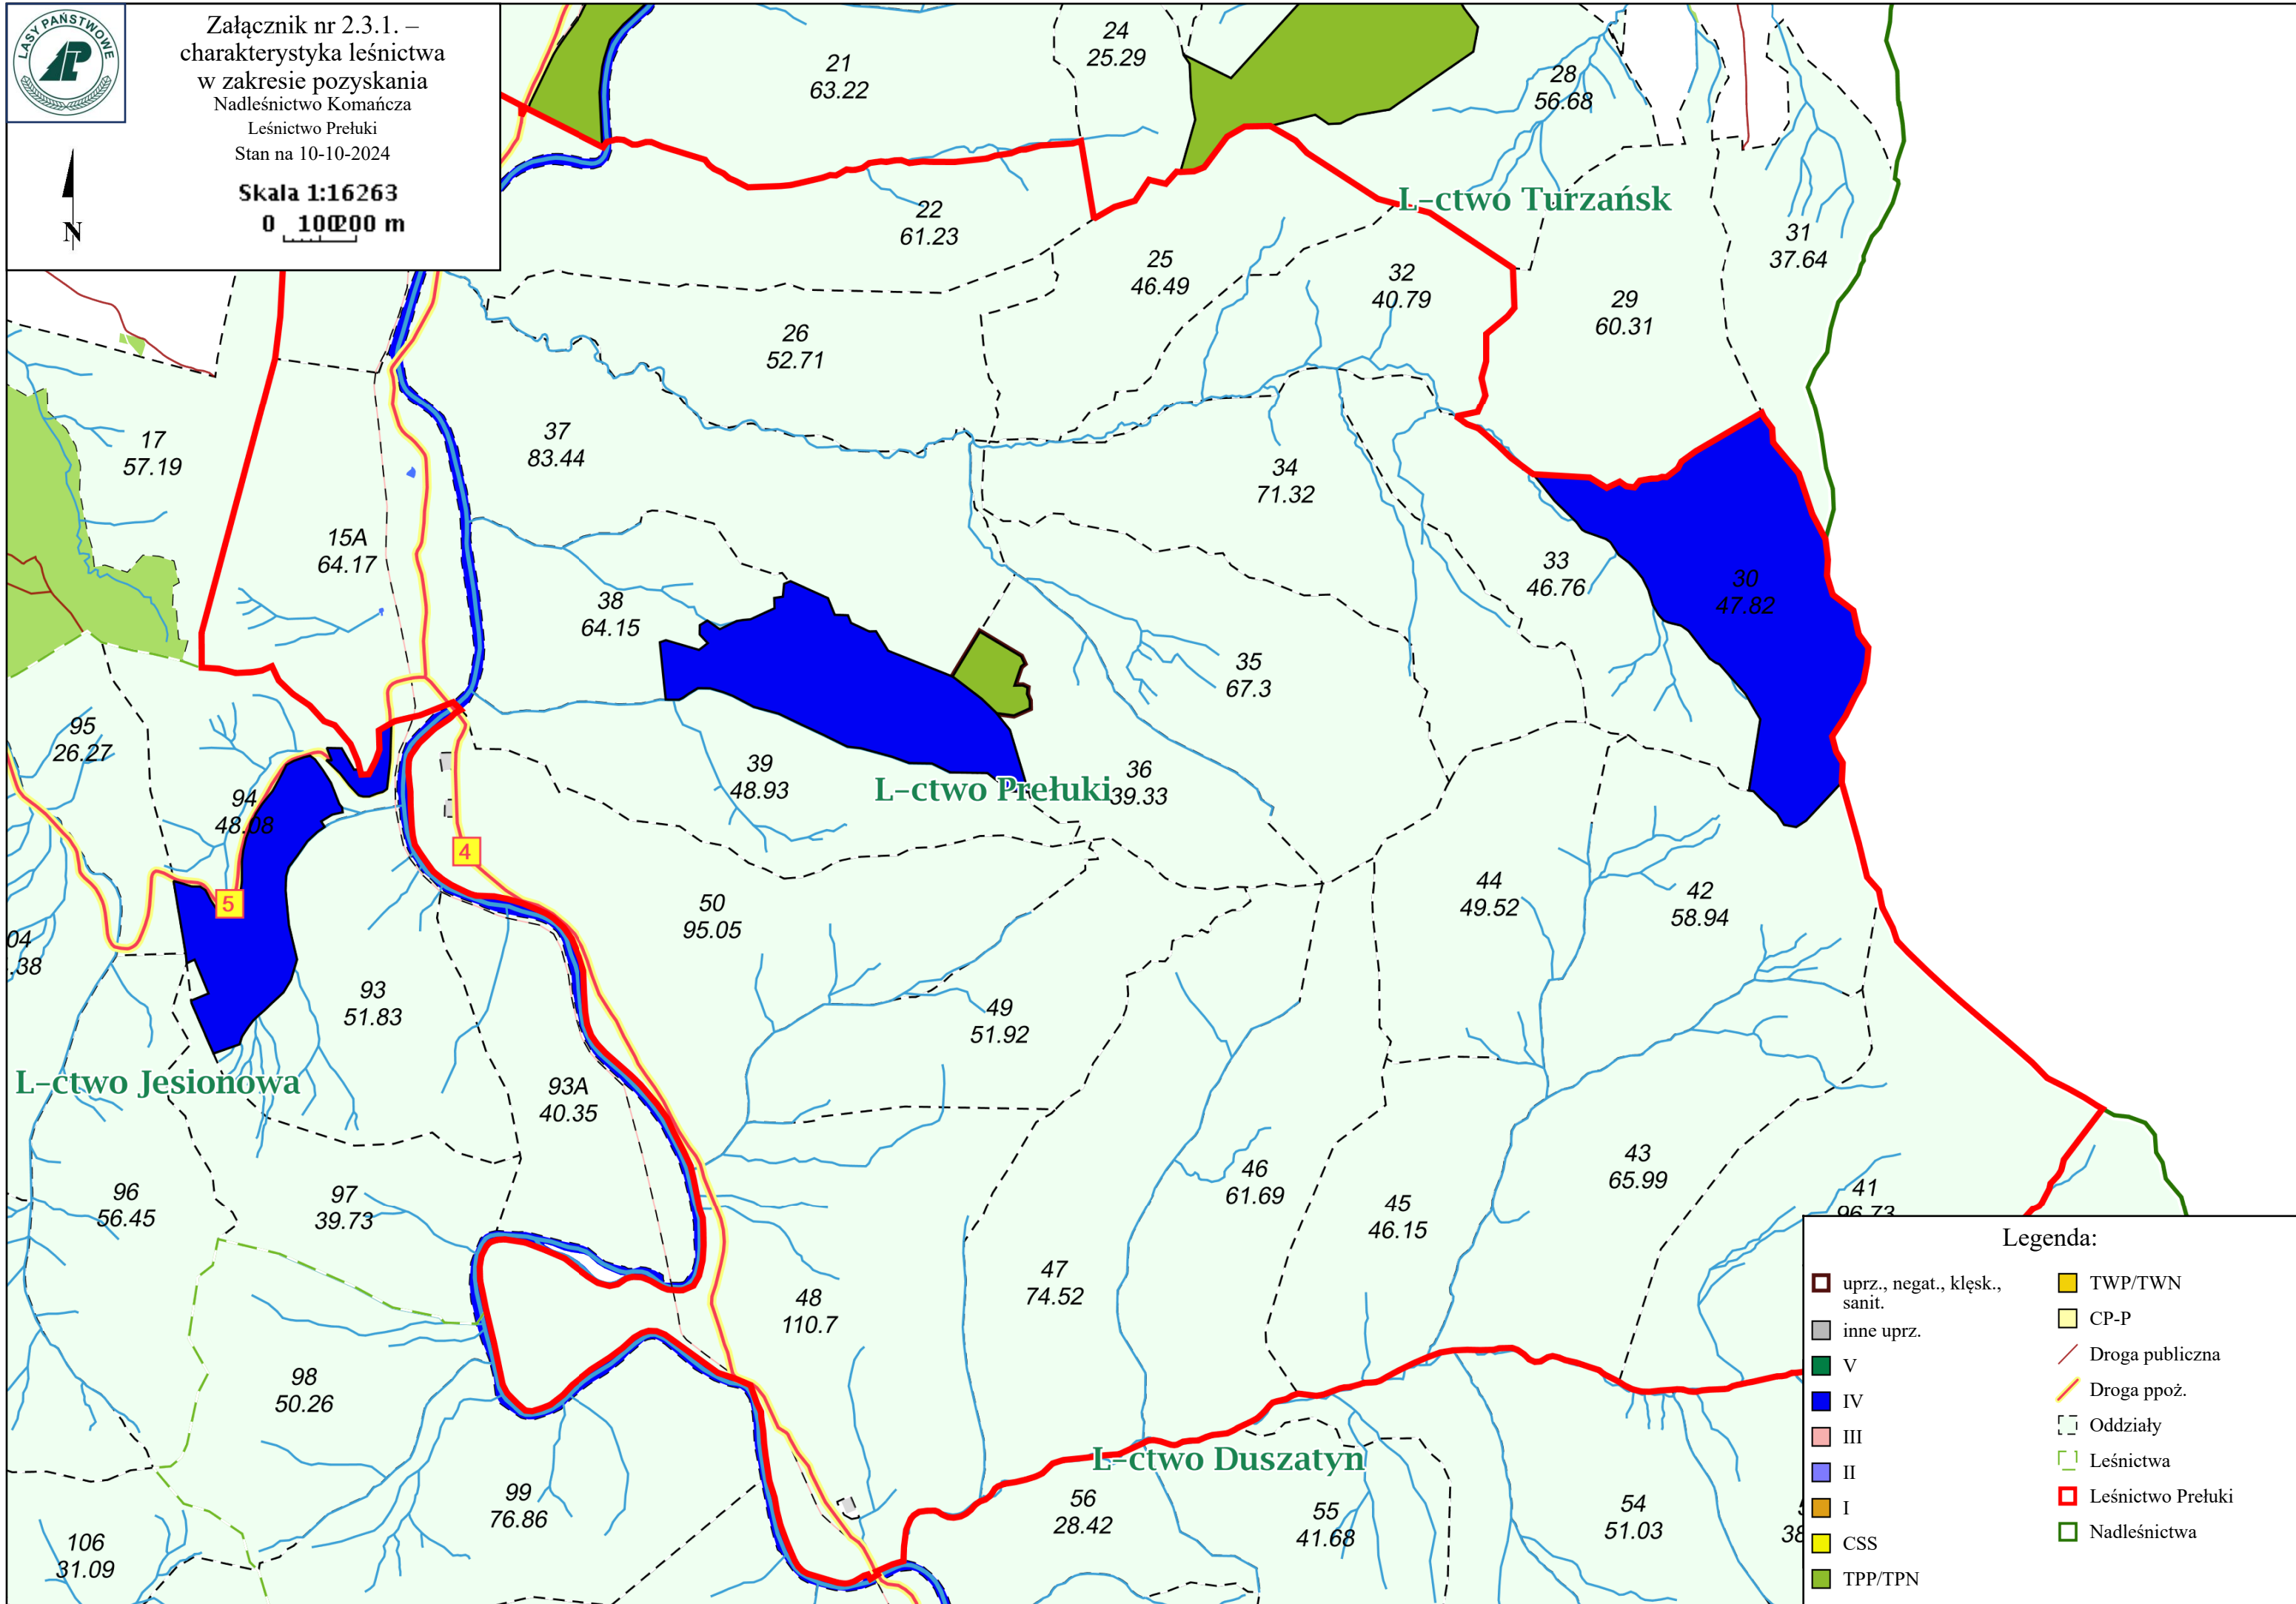 LASY PAŃSTWOWE
Załącznik nr 2.3.1. –
charakterystyka leśnictwa
w zakresie pozyskania
Nadleśnictwo Komańcza
Leśnictwo Prełuki
Stan na 10-10-2024
Skala 1:16263
0 100 200 m
N
21
63.22
24
25.29
28
56.68
L-ctwo Turzańsk
22
61.23
31
37.64
25
46.49
32
40.79
29
60.31
26
52.71
17
57.19
37
83.44
34
71.32
15A
64.17
33
46.76
30
47.82
38
64.15
35
67.3
95
26.27
39
48.93
L-ctwo Prełuki
36
39.33
94
48.08
4
5
44
49.52
42
58.94
50
95.05
04
.38
93
51.83
49
51.92
L-ctwo Jesionowa
93A
40.35
43
65.99
46
61.69
96
56.45
97
39.73
45
46.15
41
96.73
47
74.52
48
110.7
98
50.26
L-ctwo Duszatyn
99
76.86
56
28.42
55
41.68
54
51.03
38
106
31.09
Legenda:
uprz., negat., klęsk.,
sanit.
inne uprz.
V
IV
III
II
I
CSS
TPP/TPN
TWP/TWN
CP-P
Droga publiczna
Droga ppoż.
Oddziały
Leśnictwa
Leśnictwo Prełuki
Nadleśnictwa